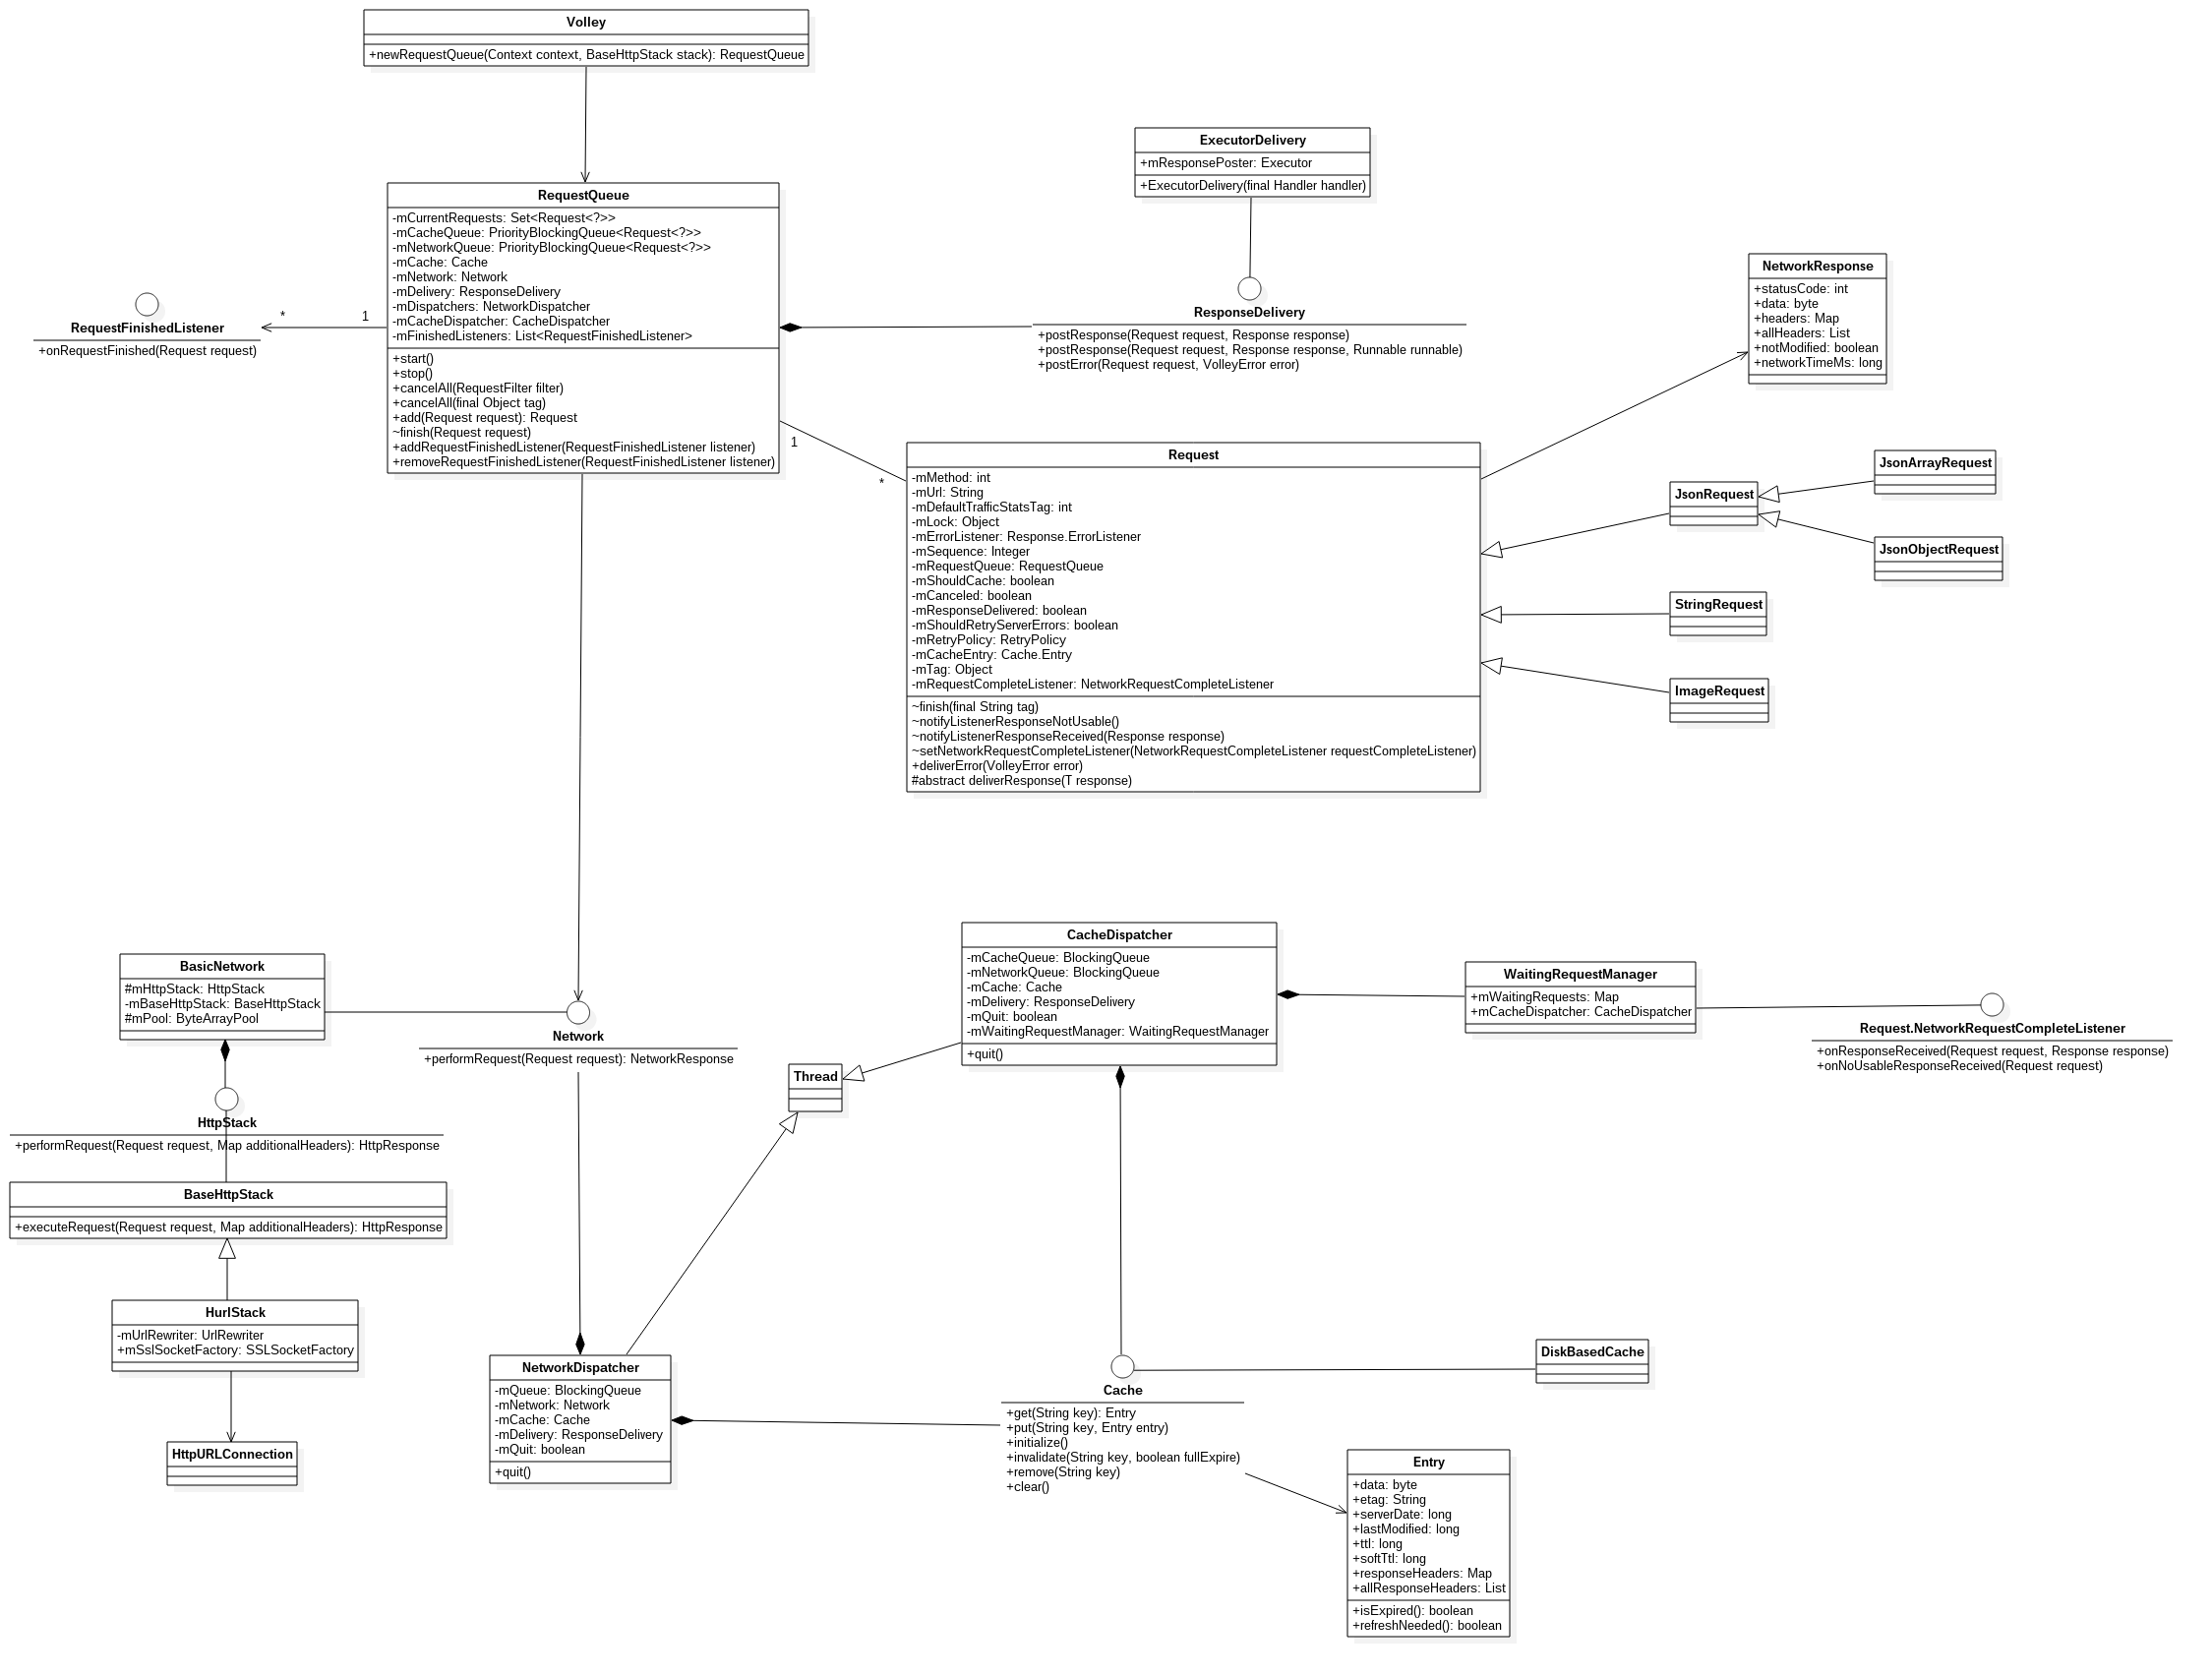 Volley
+newRequestQueue(Context context, BaseHttpStack stack): RequestQueue
ExecutorDelivery
+mResponsePoster: Executor
+ExecutorDelivery(final Handler handler)
RequestQueue
-mCurrentRequests: Set<Request<?>>
-mCacheQueue: PriorityBlockingQueue<Request<?>>
-mNetworkQueue: PriorityBlockingQueue<Request<?>>
-mCache: Cache
-mNetwork: Network
-mDelivery: ResponseDelivery
-mDispatchers: NetworkDispatcher
-mCacheDispatcher: CacheDispatcher
-mFinishedListeners: List<RequestFinishedListener>
+start()
+stop()
+cancelAll(RequestFilter filter)
+cancelAll(final Object tag)
+add(Request request): Request
~finish(Request request)
+addRequestFinishedListener(RequestFinishedListener listener)
+removeRequestFinishedListener(RequestFinishedListener listener)
*
1
RequestFinishedListener
+onRequestFinished(Request request)
ResponseDelivery
+postResponse(Request request, Response response)
+postResponse(Request request, Response response, Runnable runnable)
+postError(Request request, VolleyError error)
NetworkResponse
+statusCode: int
+data: byte
+headers: Map
+allHeaders: List
+notModified: boolean
+networkTimeMs: long
1
*
Request
-mMethod: int
-mUrl: String
-mDefaultTrafficStatsTag: int
-mLock: Object
-mErrorListener: Response.ErrorListener
-mSequence: Integer
-mRequestQueue: RequestQueue
-mShouldCache: boolean
-mCanceled: boolean
-mResponseDelivered: boolean
-mShouldRetryServerErrors: boolean
-mRetryPolicy: RetryPolicy
-mCacheEntry: Cache.Entry
-mTag: Object
-mRequestCompleteListener: NetworkRequestCompleteListener
~finish(final String tag)
~notifyListenerResponseNotUsable()
~notifyListenerResponseReceived(Response response)
~setNetworkRequestCompleteListener(NetworkRequestCompleteListener requestCompleteListener)
+deliverError(VolleyError error)
#abstract deliverResponse(T response)
JsonArrayRequest
JsonRequest
JsonObjectRequest
StringRequest
ImageRequest
CacheDispatcher
-mCacheQueue: BlockingQueue
-mNetworkQueue: BlockingQueue
-mCache: Cache
-mDelivery: ResponseDelivery
-mQuit: boolean
-mWaitingRequestManager: WaitingRequestManager
+quit()
WaitingRequestManager
+mWaitingRequests: Map
+mCacheDispatcher: CacheDispatcher
Request.NetworkRequestCompleteListener
+onResponseReceived(Request request, Response response)
+onNoUsableResponseReceived(Request request)
BasicNetwork
#mHttpStack: HttpStack
-mBaseHttpStack: BaseHttpStack
#mPool: ByteArrayPool
Network
+performRequest(Request request): NetworkResponse
Thread
HttpStack
+performRequest(Request request, Map additionalHeaders): HttpResponse
BaseHttpStack
+executeRequest(Request request, Map additionalHeaders): HttpResponse
HurlStack
-mUrlRewriter: UrlRewriter
+mSslSocketFactory: SSLSocketFactory
HttpURLConnection
NetworkDispatcher
-mQueue: BlockingQueue
-mNetwork: Network
-mCache: Cache
-mDelivery: ResponseDelivery
-mQuit: boolean
+quit()
DiskBasedCache
Cache
+get(String key): Entry
+put(String key, Entry entry)
+initialize()
+invalidate(String key, boolean fullExpire)
+remove(String key)
+clear()
Entry
+data: byte
+etag: String
+serverDate: long
+lastModified: long
+ttl: long
+softTtl: long
+responseHeaders: Map
+allResponseHeaders: List
+isExpired(): boolean
+refreshNeeded(): boolean